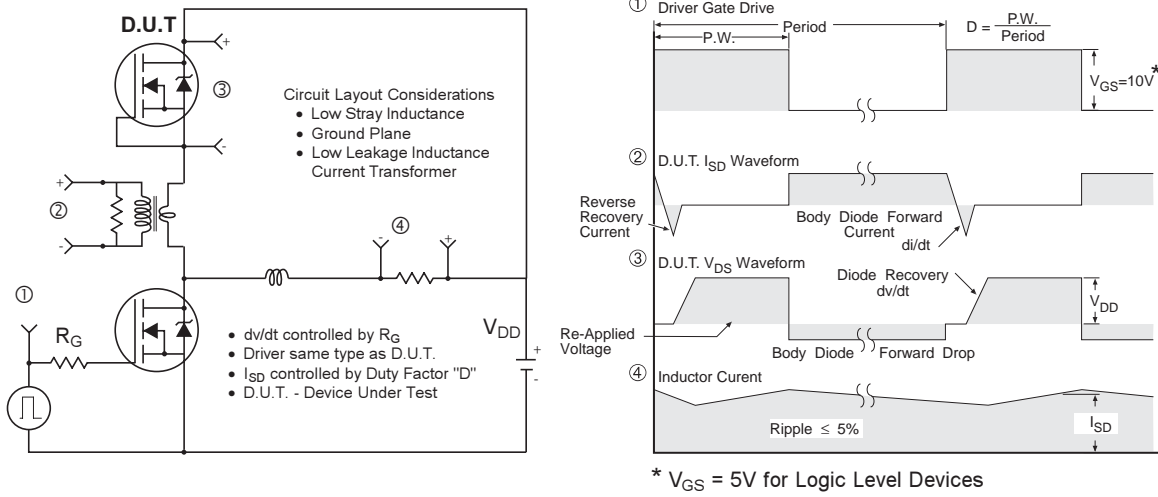 D.U.T
+
③
-
Circuit Layout Considerations
• Low Stray Inductance
• Ground Plane
• Low Leakage Inductance
Current Transformer
+
②
-
④
- +
①
R_G
• dv/dt controlled by R_G
• Driver same type as D.U.T.
• I_SD controlled by Duty Factor "D"
• D.U.T. - Device Under Test
V_DD
+
-
① Driver Gate Drive
P.W.
Period
D = P.W.
Period
V_GS=10V *
② D.U.T. I_SD Waveform
Reverse
Recovery
Current
Body Diode Forward
Current
di/dt
③ D.U.T. V_DS Waveform
Diode Recovery
dv/dt
V_DD
Re-Applied
Voltage
Body Diode Forward Drop
④ Inductor Curent
Ripple ≤ 5%
I_SD
* V_GS = 5V for Logic Level Devices